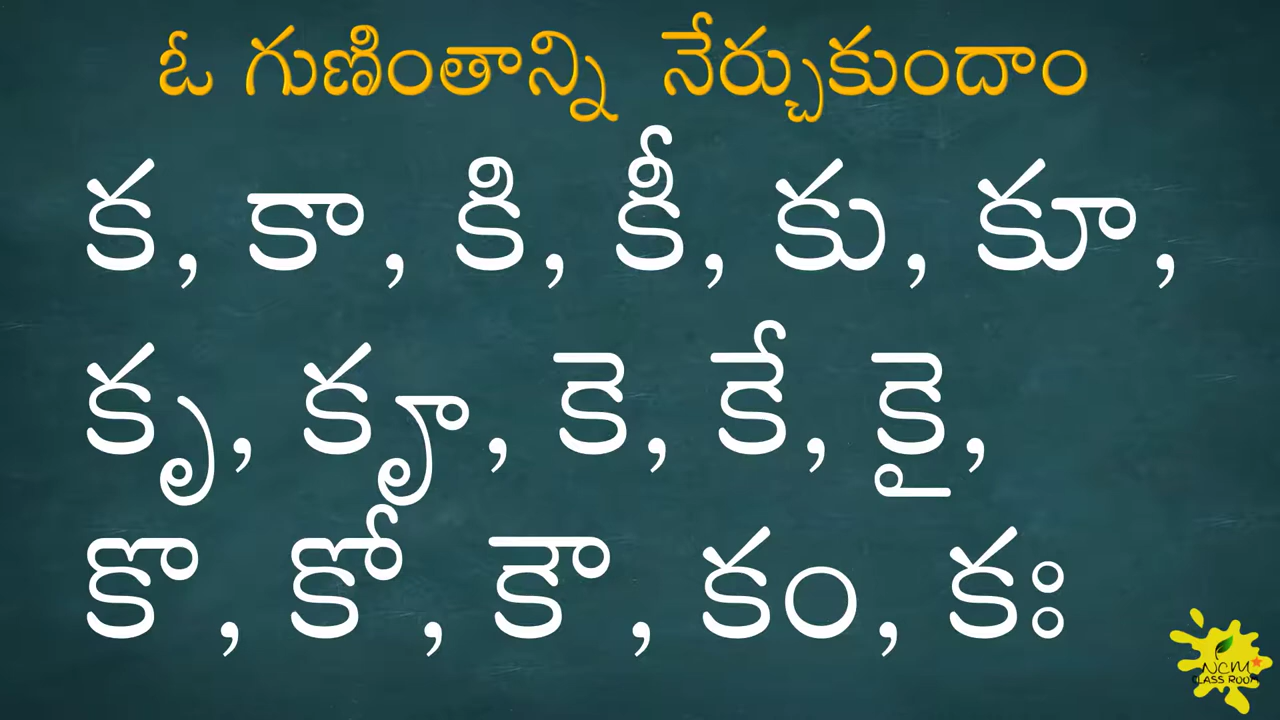 ఓ గుణింతాన్ని నేర్చుకుందాం
క, కా, కి, కీ, కు, కూ,
కృ, కౄ, కె, కే, కై,
కొ, కో, కౌ, కం, కః
NCM
CLASS ROOM